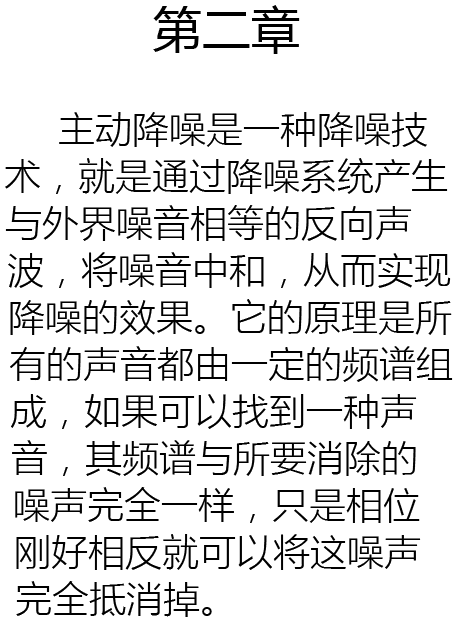 第二章
主动降噪是一种降噪技
术，就是通过降噪系统产生
与外界噪音相等的反向声
波，将噪音中和，从而实现
降噪的效果。它的原理是所
有的声音都由一定的频谱组
成，如果可以找到一种声
音，其频谱与所要消除的
噪声完全一样，只是相位
刚好相反就可以将这噪声
完全抵消掉。